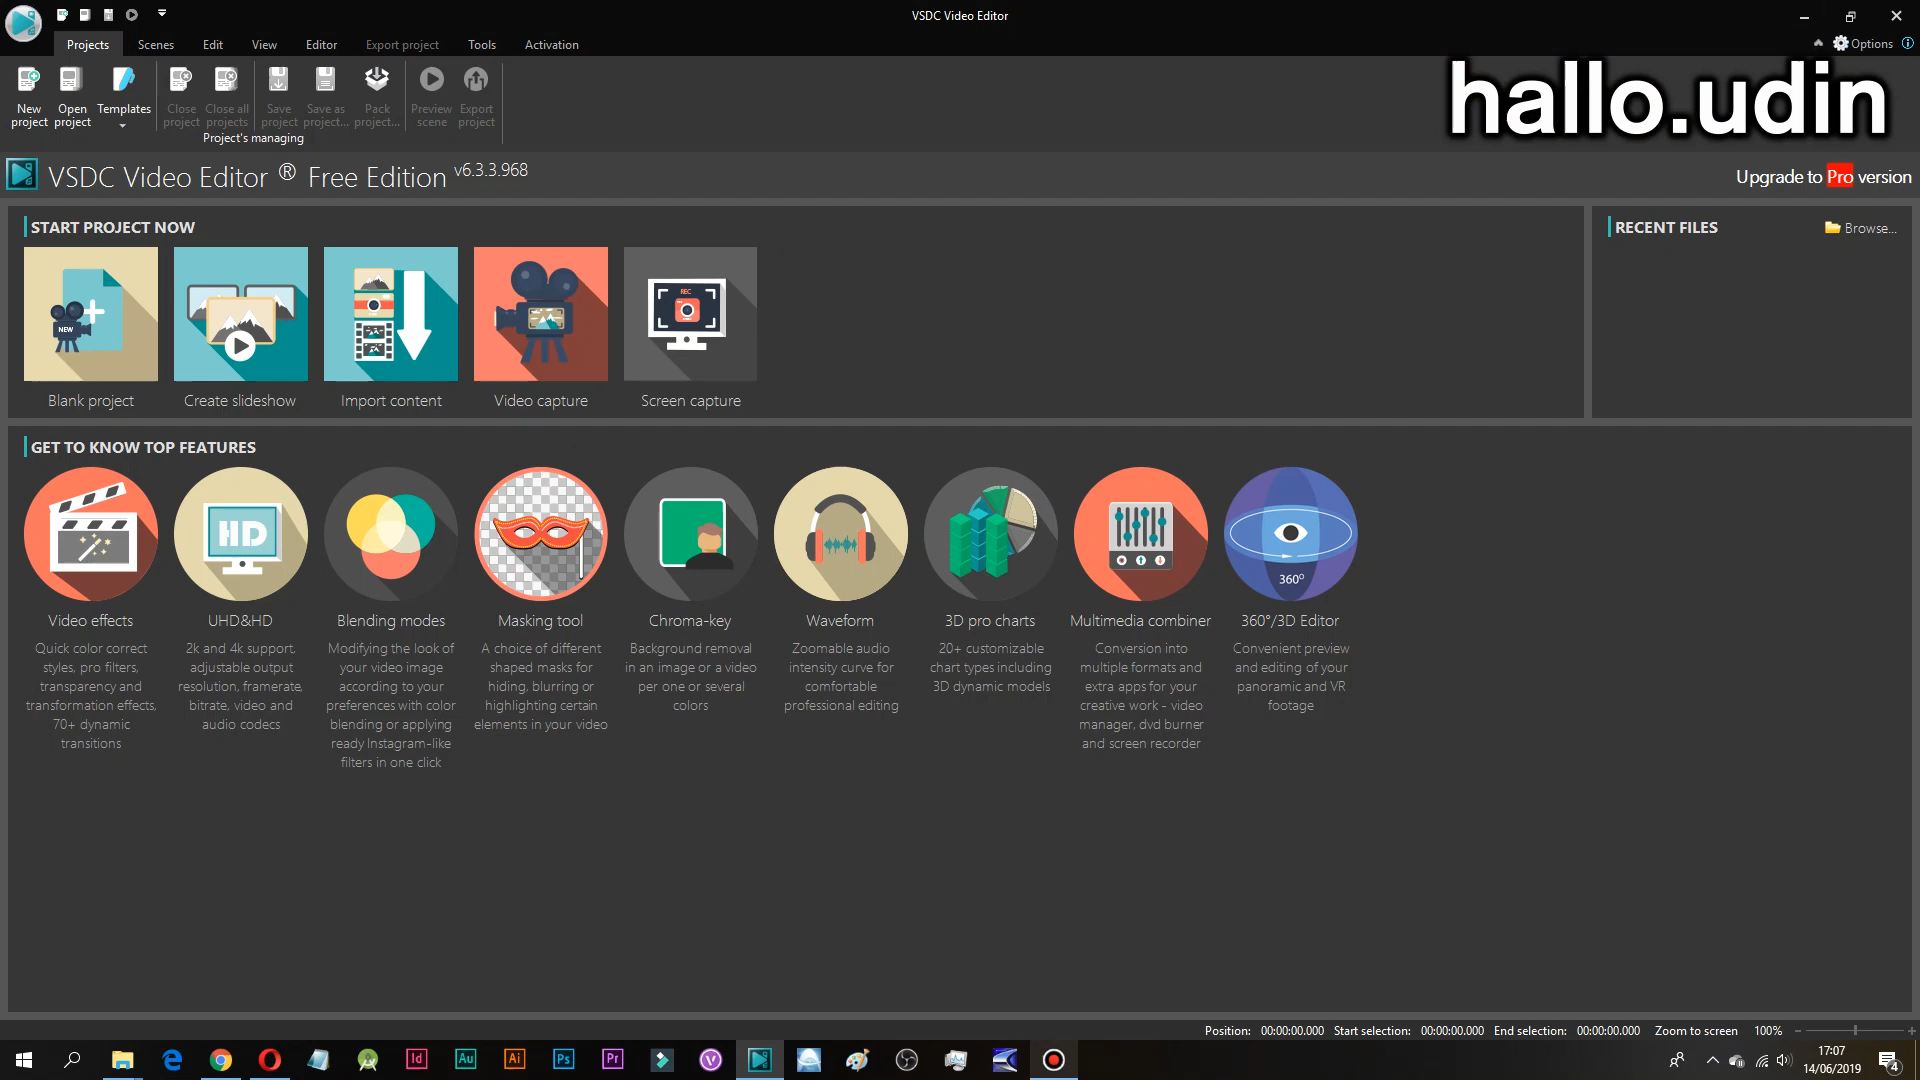 VSDC Video Editor
Projects Scenes Edit View Editor Export project Tools Activation
Options
New project
Open project
Templates
Close project
Close all projects
Save project
Save as project...
Pack project...
Preview scene
Export project
Project's managing
hallo.udin
VSDC Video Editor ® Free Edition v6.3.3.968
Upgrade to Pro version
START PROJECT NOW
NEW
REC
Blank project
Create slideshow
Import content
Video capture
Screen capture
RECENT FILES
Browse...
GET TO KNOW TOP FEATURES
HD
360°
Video effects
Quick color correct
styles, pro filters,
transparency and
transformation effects,
70+ dynamic
transitions
UHD&HD
2k and 4k support,
adjustable output
resolution, framerate,
bitrate, video and
audio codecs
Blending modes
Modifying the look of
your video image
according to your
preferences with color
blending or applying
ready Instagram-like
filters in one click
Masking tool
A choice of different
shaped masks for
hiding, blurring or
highlighting certain
elements in your video
Chroma-key
Background removal
in an image or a video
per one or several
colors
Waveform
Zoomable audio
intensity curve for
comfortable
professional editing
3D pro charts
20+ customizable
chart types including
3D dynamic models
Multimedia combiner
Conversion into
multiple formats and
extra apps for your
creative work - video
manager, dvd burner
and screen recorder
360°/3D Editor
Convenient preview
and editing of your
panoramic and VR
footage
Position: 00:00:00.000 Start selection: 00:00:00.000 End selection: 00:00:00.000 Zoom to screen 100%
Id Au Ai Ps Pr
17:07
14/06/2019
4